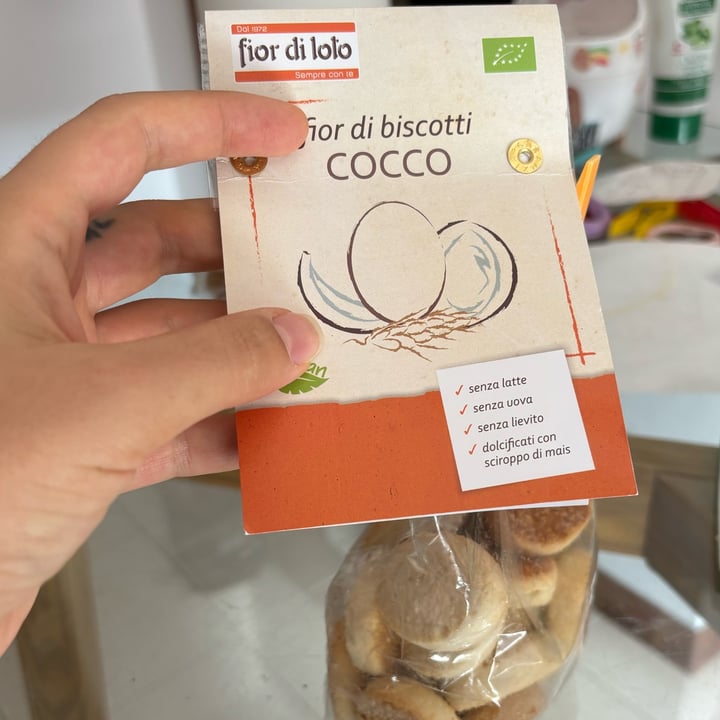 Dal 1972
fior di loto
Sempre con te
fior di biscotti
COCCO
senza latte
senza uova
senza lievito
dolcificati con
sciroppo di mais